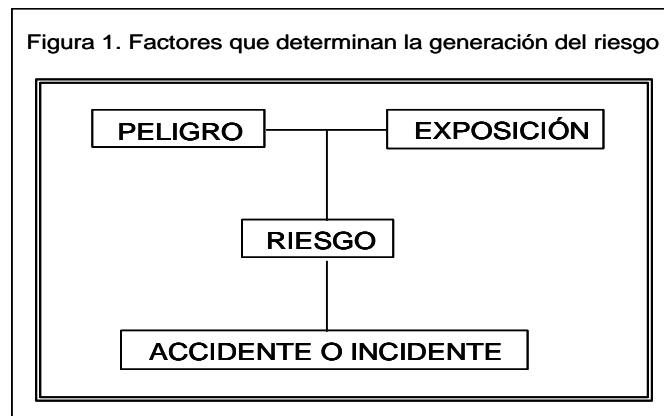 Figura 1. Factores que determinan la generación del riesgo
PELIGRO
EXPOSICIÓN
RIESGO
ACCIDENTE O INCIDENTE